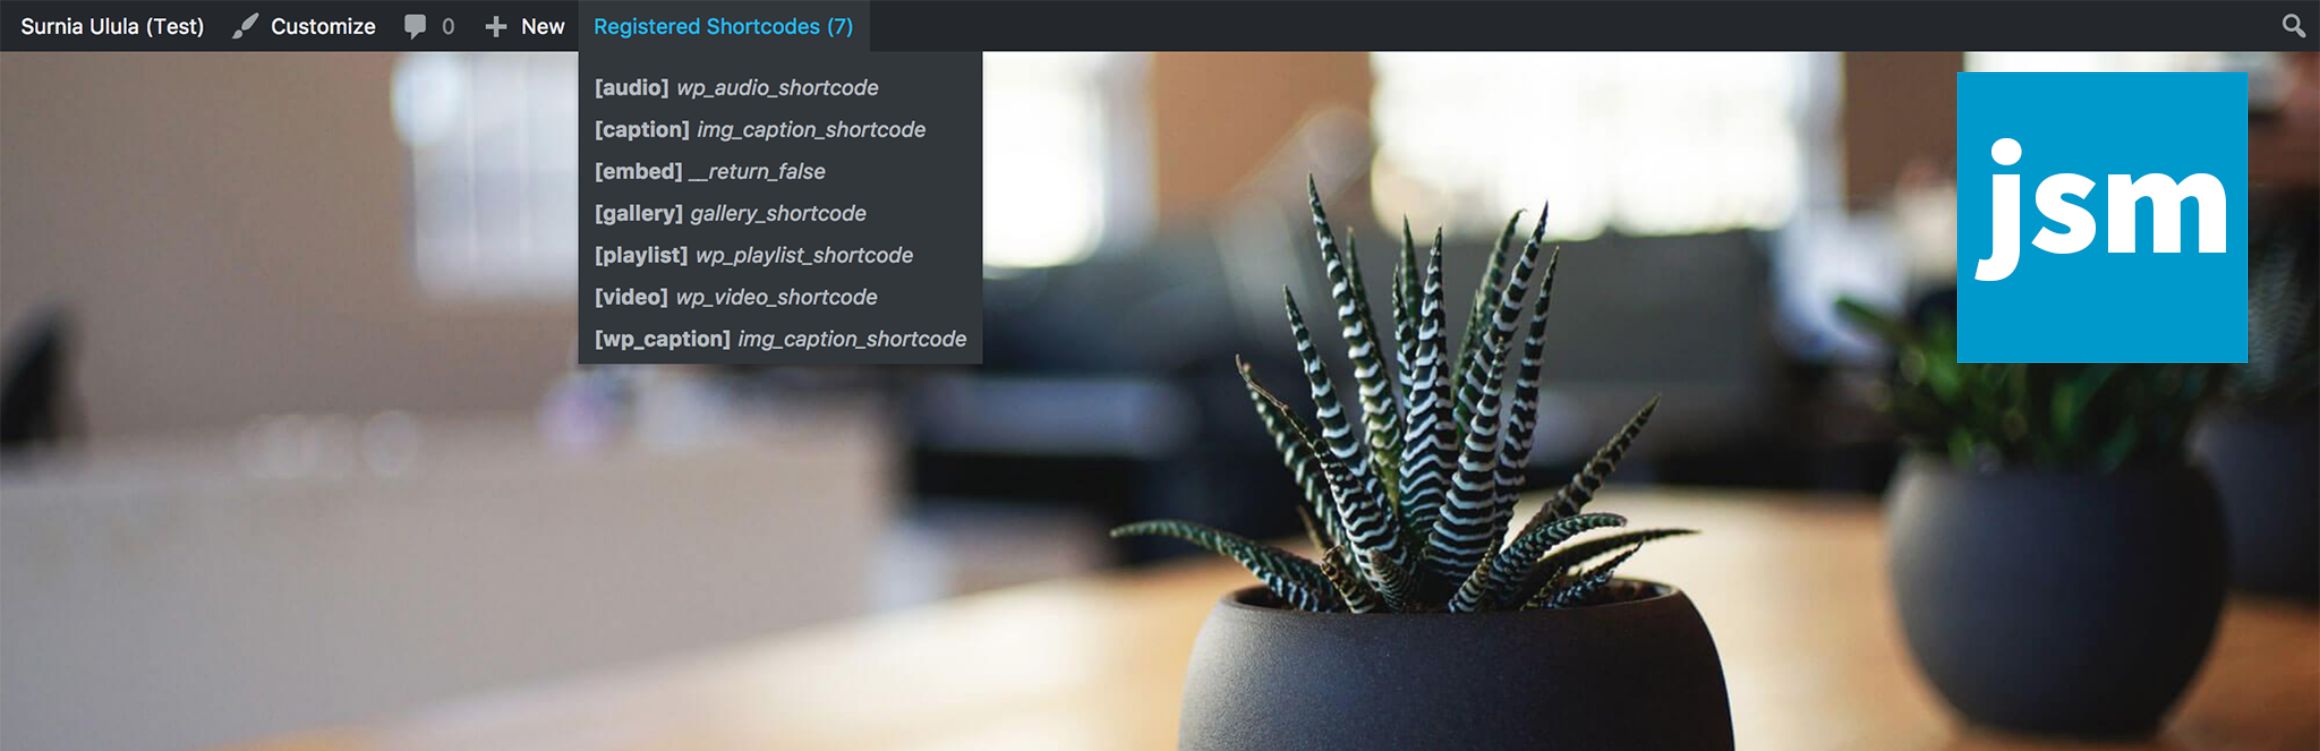 Surnia Ulula (Test) Customize 0 New Registered Shortcodes (7)
[audio] wp_audio_shortcode
[caption] img_caption_shortcode
[embed] __return_false
[gallery] gallery_shortcode
[playlist] wp_playlist_shortcode
[video] wp_video_shortcode
[wp_caption] img_caption_shortcode
jsm